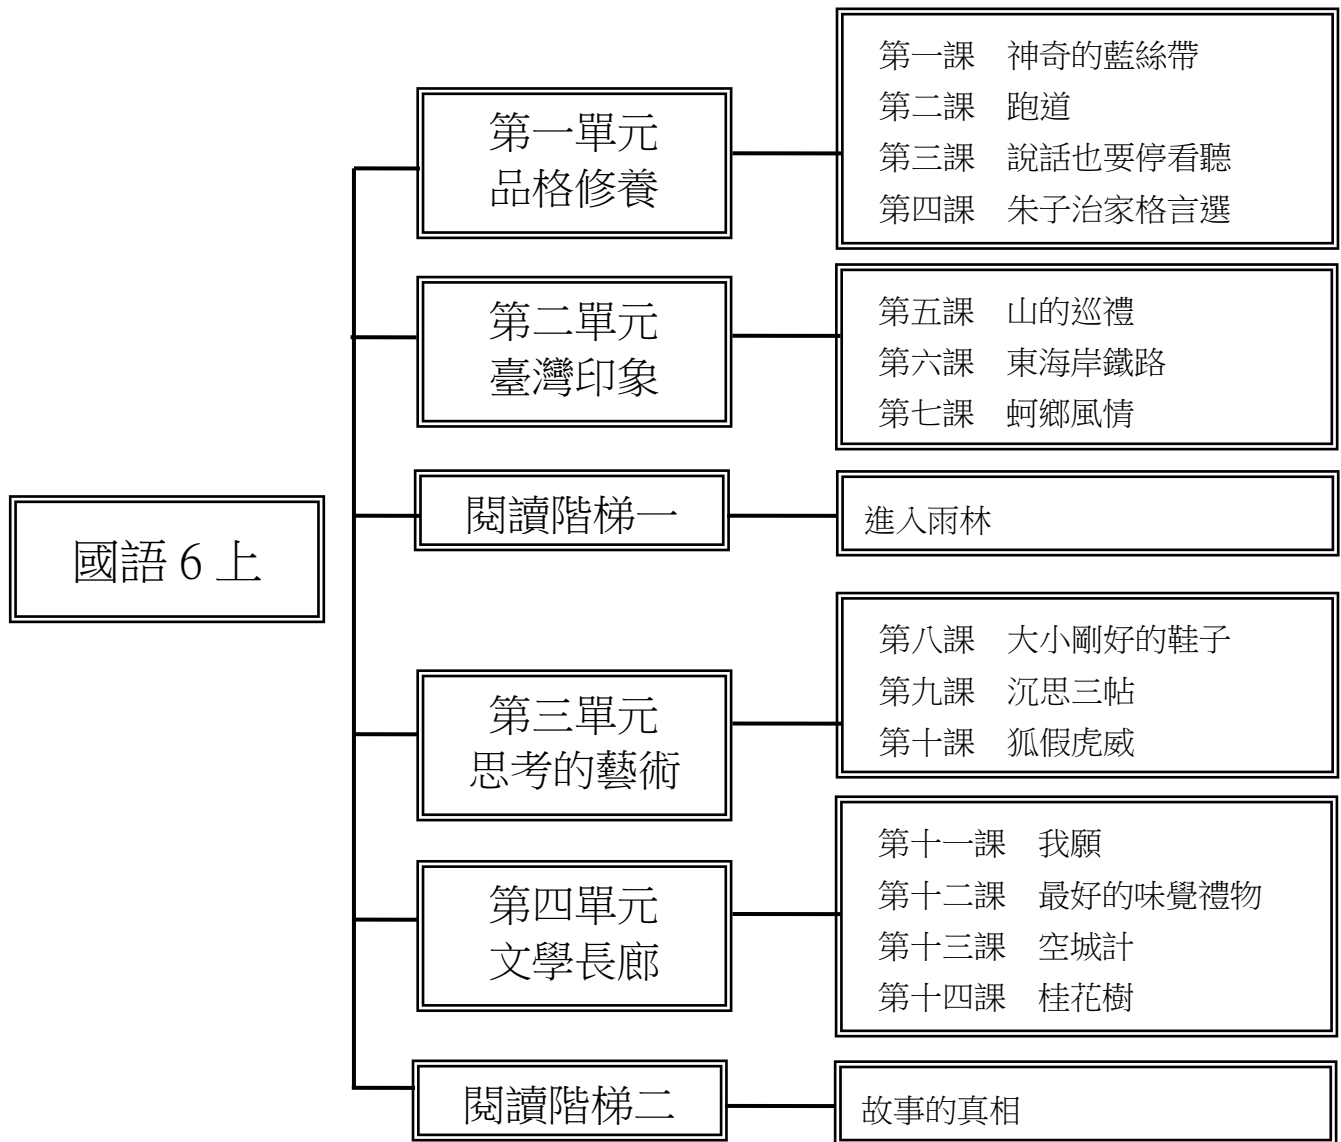 國語 6 上
第一單元
品格修養
第一課　神奇的藍絲帶
第二課　跑道
第三課　說話也要停看聽
第四課　朱子治家格言選
第二單元
臺灣印象
第五課　山的巡禮
第六課　東海岸鐵路
第七課　蚵鄉風情
閱讀階梯一
進入雨林
第三單元
思考的藝術
第八課　大小剛好的鞋子
第九課　沉思三帖
第十課　狐假虎威
第四單元
文學長廊
第十一課　我願
第十二課　最好的味覺禮物
第十三課　空城計
第十四課　桂花樹
閱讀階梯二
故事的真相